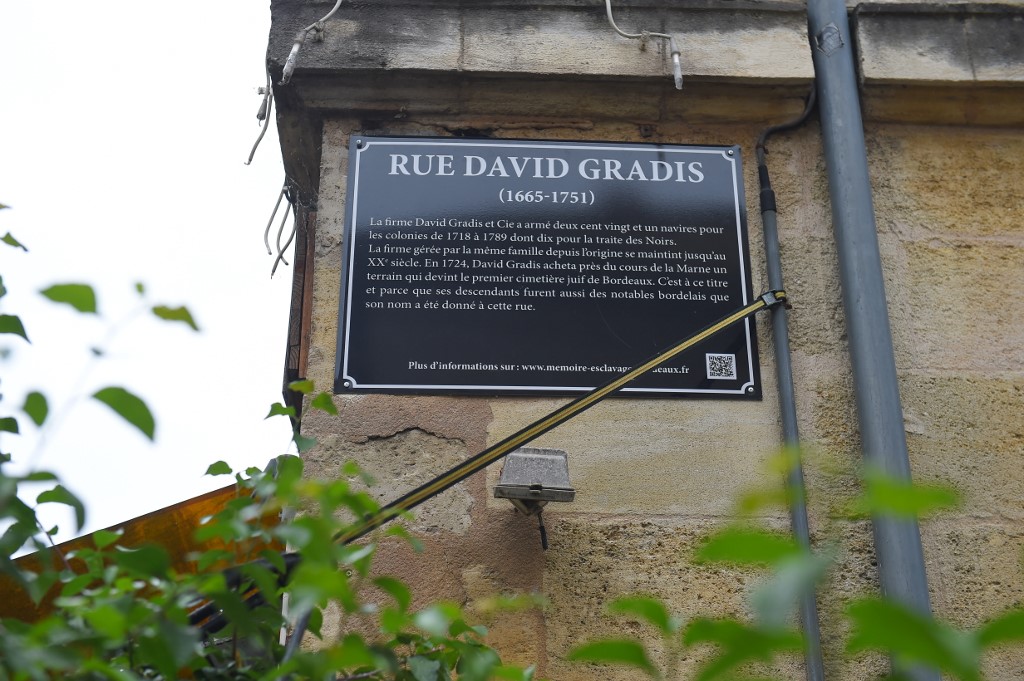 RUE DAVID GRADIS
(1665-1751)
La firme David Gradis et Cie a armé deux cent vingt et un navires pour
les colonies de 1718 à 1789 dont dix pour la traite des Noirs.
La firme gérée par la même famille depuis l'origine se maintint jusqu'au
XXe siècle. En 1724, David Gradis acheta près du cours de la Marne un
terrain qui devint le premier cimetière juif de Bordeaux. C'est à ce titre
et parce que ses descendants furent aussi des notables bordelais que
son nom a été donné à cette rue.
Plus d'informations sur :